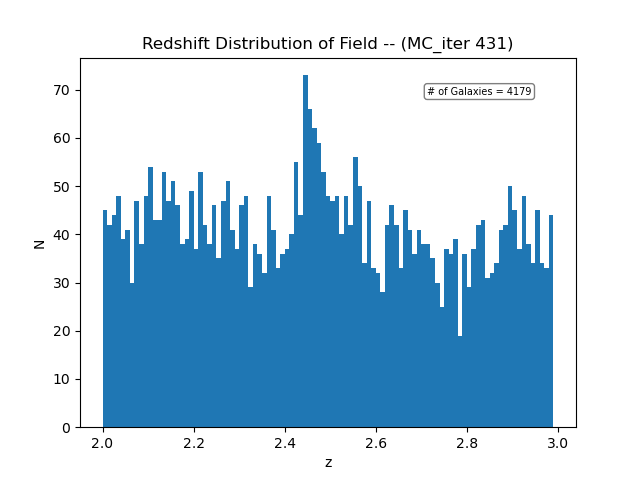 Redshift Distribution of Field -- (MC_iter 431)
# of Galaxies = 4179
70
60
50
40
30
20
10
0
N
2.0 2.2 2.4 2.6 2.8 3.0
z